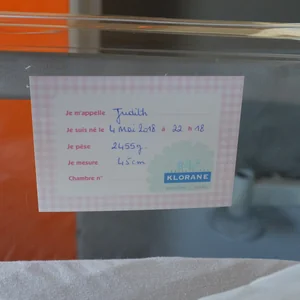 Je m'appelle Judith
Je suis né le 4 Mai 2018 à 22 h 18
Je pèse 2455g
Je mesure 45cm
Chambre n°
KLORANE